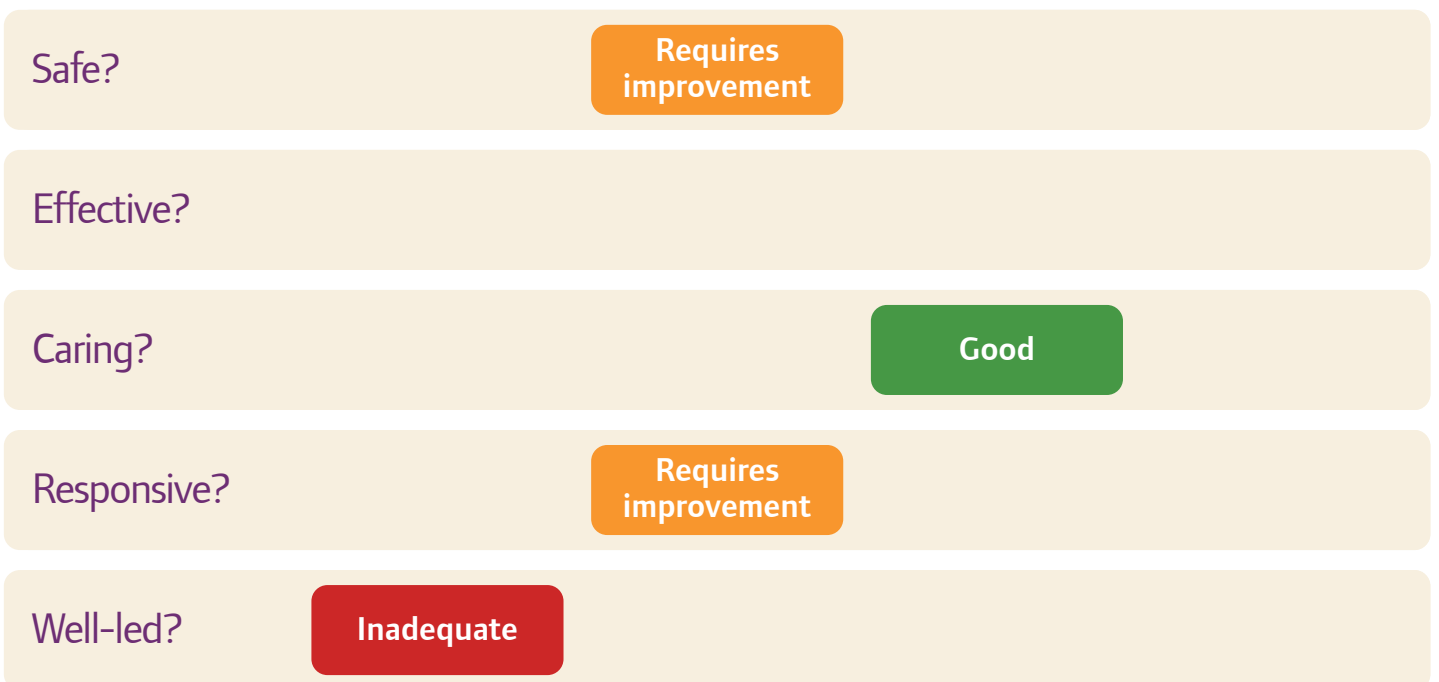 Safe?
Requires
improvement
Effective?
Caring?
Good
Responsive?
Requires
improvement
Well-led?
Inadequate